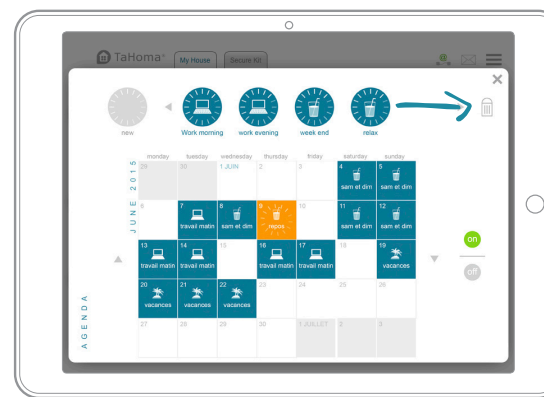 TaHoma®
My House
Secure Kit
new
Work morning
work evening
week end
relax
JUNE 2015
monday tuesday wednesday thursday friday saturday sunday
29 30 1 JUIN 2 3 4 5
sam et dim sam et dim
6 7 8 9 10 11 12
travail matin sam et dim repos ... sam et dim sam et dim
13 14 15 16 17 18 19
travail matin travail matin travail matin travail matin vacances
20 21 22 23 24 25 26
vacances vacances vacances
27 28 29 30 1 JUILLET 2 3
AGENDA
on
off